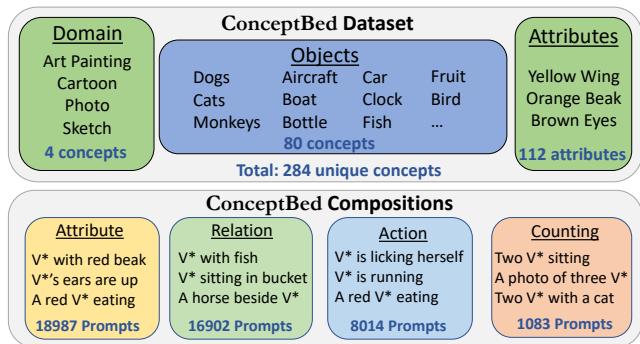 ConceptBed Dataset
Domain
Art Painting
Cartoon
Photo
Sketch
4 concepts
Objects
Dogs Aircraft Car Fruit
Cats Boat Clock Bird
Monkeys Bottle Fish ...
80 concepts
Attributes
Yellow Wing
Orange Beak
Brown Eyes
112 attributes
Total: 284 unique concepts
ConceptBed Compositions
Attribute
V* with red beak
V*'s ears are up
A red V* eating
18987 Prompts
Relation
V* with fish
V* sitting in bucket
A horse beside V*
16902 Prompts
Action
V* is licking herself
V* is running
A red V* eating
8014 Prompts
Counting
Two V* sitting
A photo of three V*
Two V* with a cat
1083 Prompts